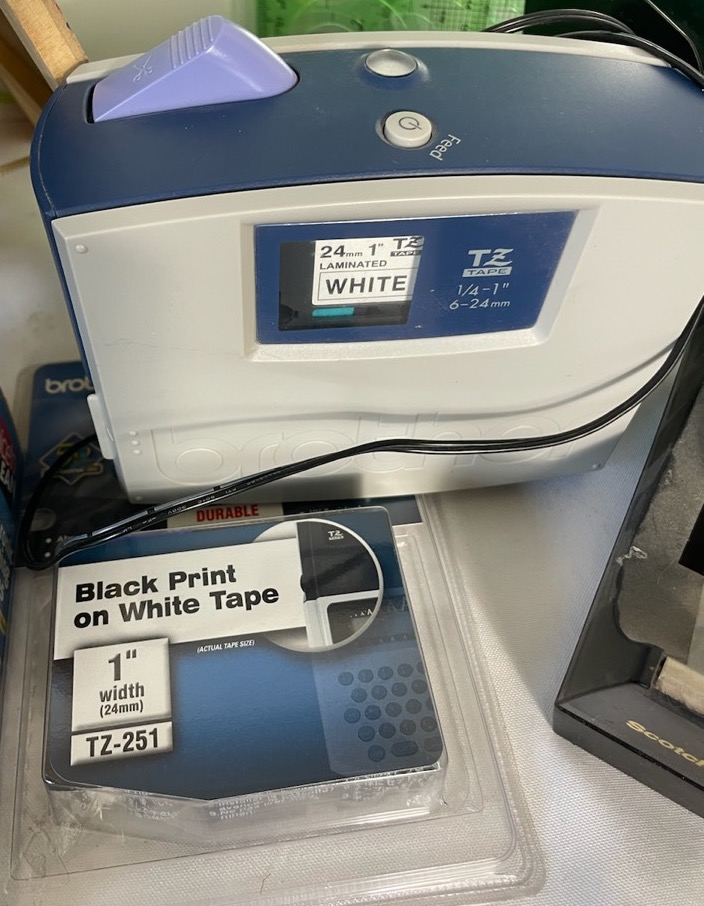 Feed
24mm 1" TZ
TAPE
LAMINATED
WHITE
TZ
TAPE
1/4-1"
6-24mm
brother
DURABLE
TZ
Black Print
on White Tape
(ACTUAL TAPE SIZE)
1"
width
(24mm)
TZ-251
Scotch